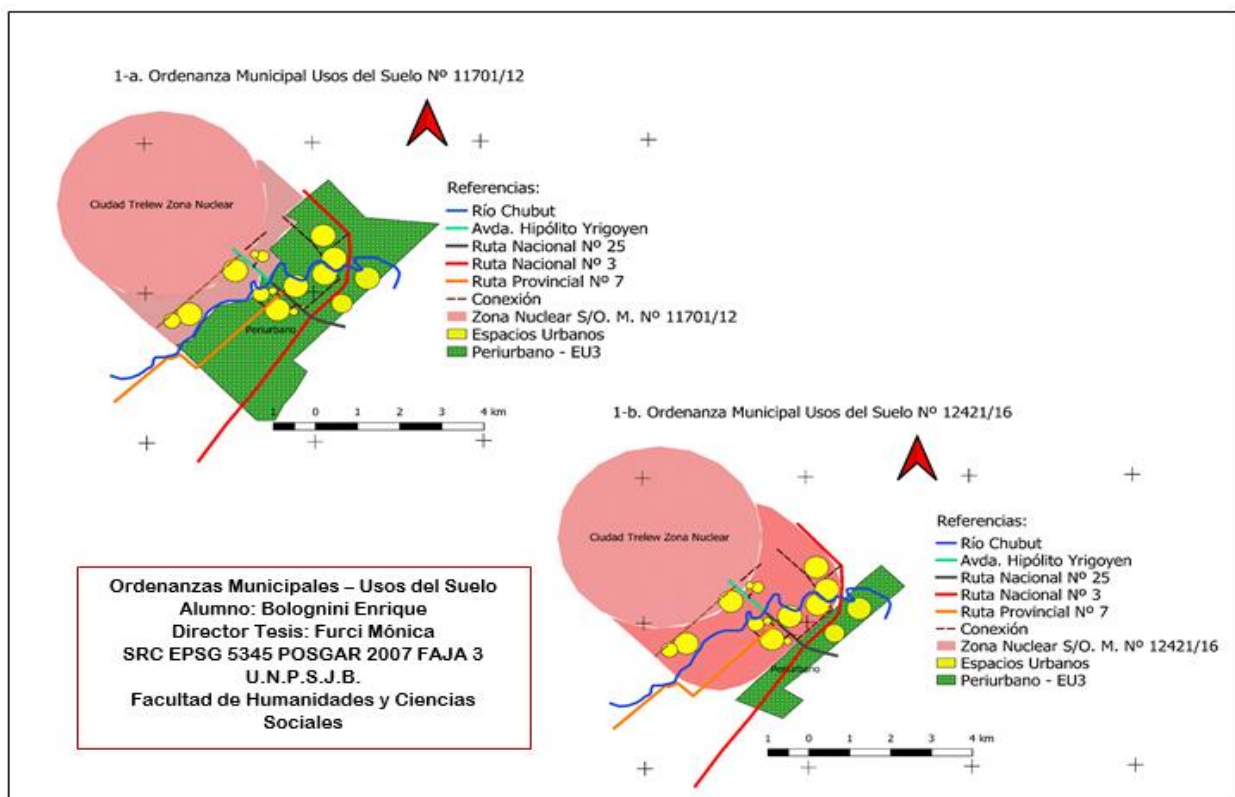 1-a. Ordenanza Municipal Usos del Suelo Nº 11701/12
Ciudad Trelew Zona Nuclear
Periurbano
Referencias:
Río Chubut
Avda. Hipólito Yrigoyen
Ruta Nacional Nº 25
Ruta Nacional Nº 3
Ruta Provincial Nº 7
Conexión
Zona Nuclear S/O. M. Nº 11701/12
Espacios Urbanos
Periurbano - EU3
1 0 1 2 3 4 km
1-b. Ordenanza Municipal Usos del Suelo Nº 12421/16
Ciudad Trelew Zona Nuclear
Periurbano
Referencias:
Río Chubut
Avda. Hipólito Yrigoyen
Ruta Nacional Nº 25
Ruta Nacional Nº 3
Ruta Provincial Nº 7
Conexión
Zona Nuclear S/O. M. Nº 12421/16
Espacios Urbanos
Periurbano - EU3
1 0 1 2 3 4 km
Ordenanzas Municipales – Usos del Suelo
Alumno: Bolognini Enrique
Director Tesis: Furci Mónica
SRC EPSG 5345 POSGAR 2007 FAJA 3
U.N.P.S.J.B.
Facultad de Humanidades y Ciencias
Sociales